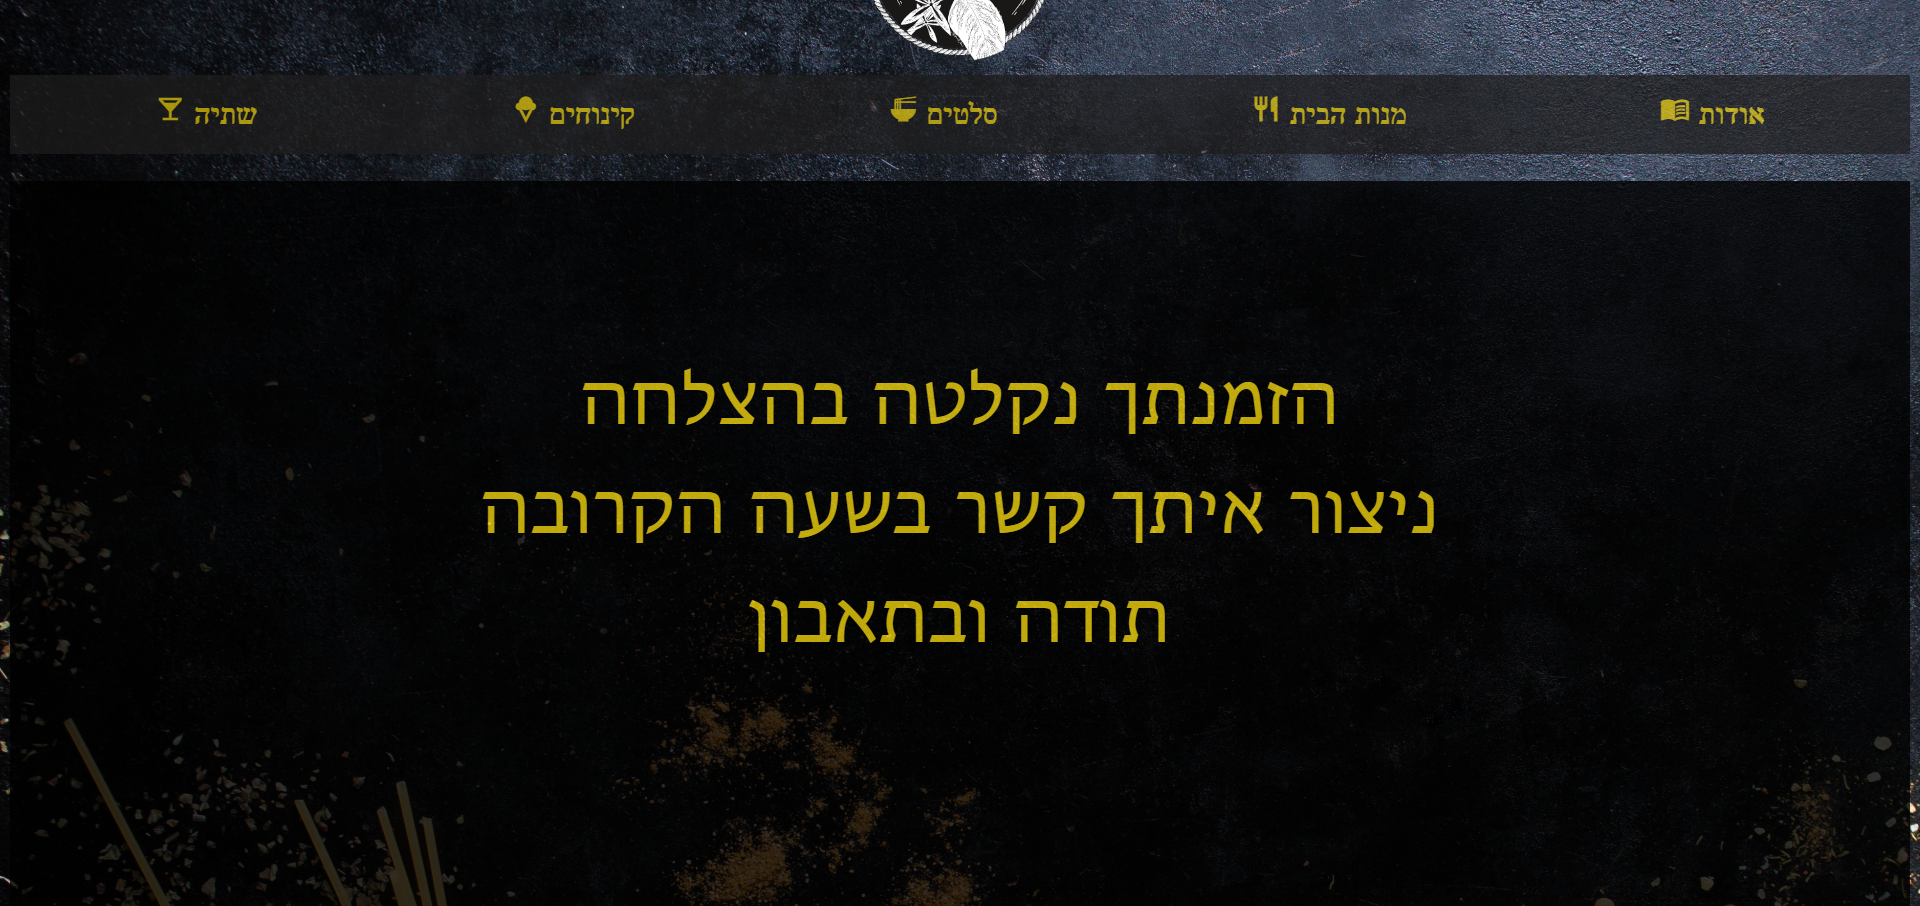 אודות
מנות הבית
סלטים
קינוחים
שתיה
הזמנתך נקלטה בהצלחה
ניצור איתך קשר בשעה הקרובה
תודה ובתאבון